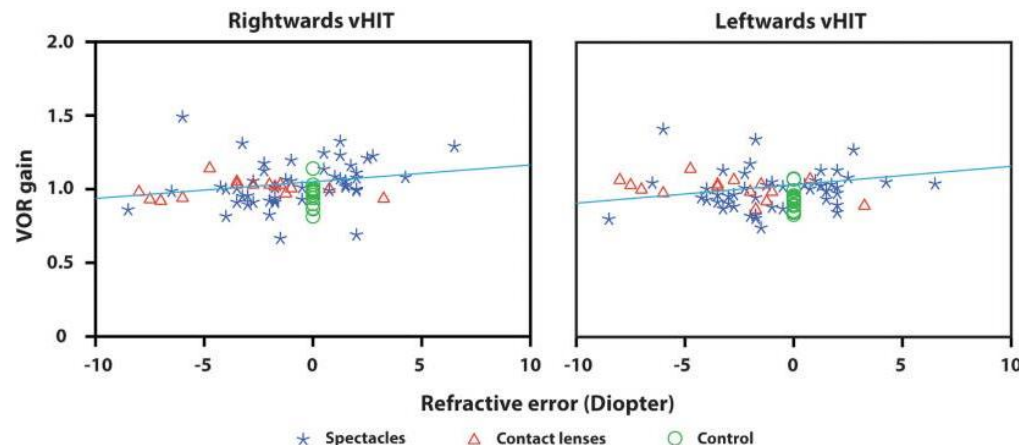 Rightwards vHIT
Leftwards vHIT
VOR gain
2.0
1.5
1.0
0.5
0
-10 -5 0 5 10
-10 -5 0 5 10
Refractive error (Diopter)
Spectacles Contact lenses Control